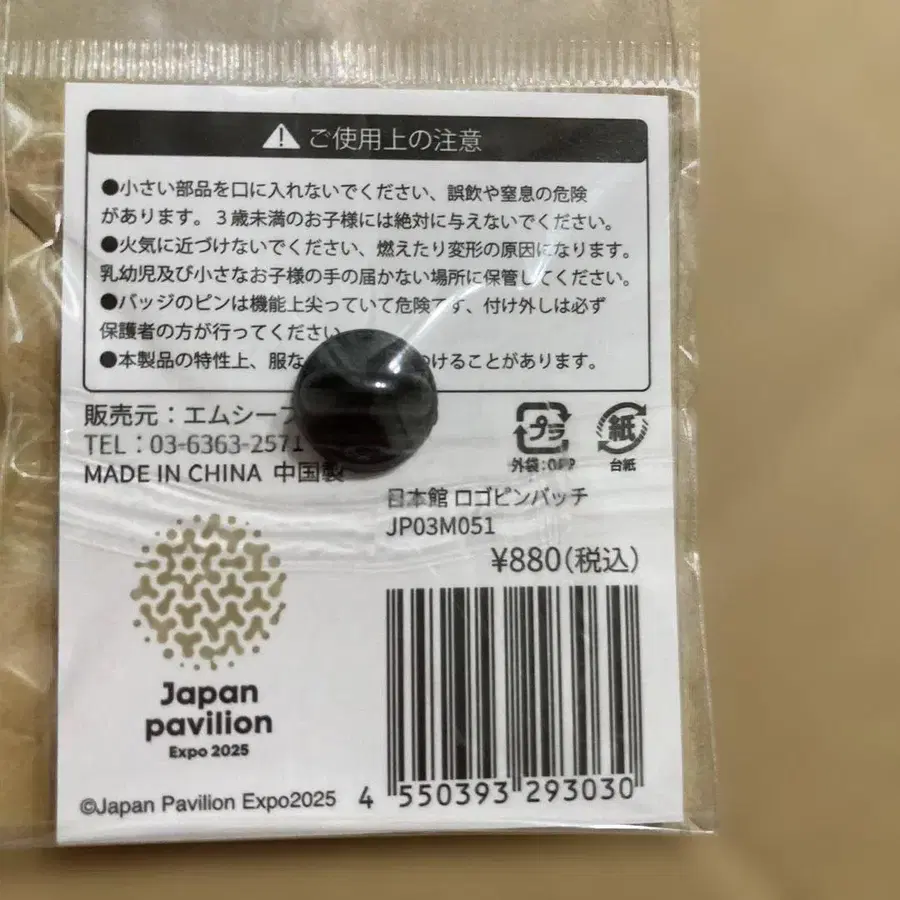 ご使用上の注意
●小さい部品を口に入れないでください、誤飲や窒息の危険
があります。3歳未満のお子様には絶対に与えないでください。
●火気に近づけないでください、燃えたり変形の原因になります。
乳幼児及び小さなお子様の手の届かない場所に保管してください。
●バッジのピンは機能上尖っていて危険です、付け外しは必ず
保護者の方が行ってください
●本製品の特性上、服な つけることがあります。
販売元：エムシー
TEL：03-6363-2571
MADE IN CHINA 中国製
プラ
外袋：OPP
紙
台紙
日本館 ロゴピンバッチ
JP03M051
¥880(税込)
Japan
pavilion
Expo 2025
©Japan Pavilion Expo2025
4 550393 293030